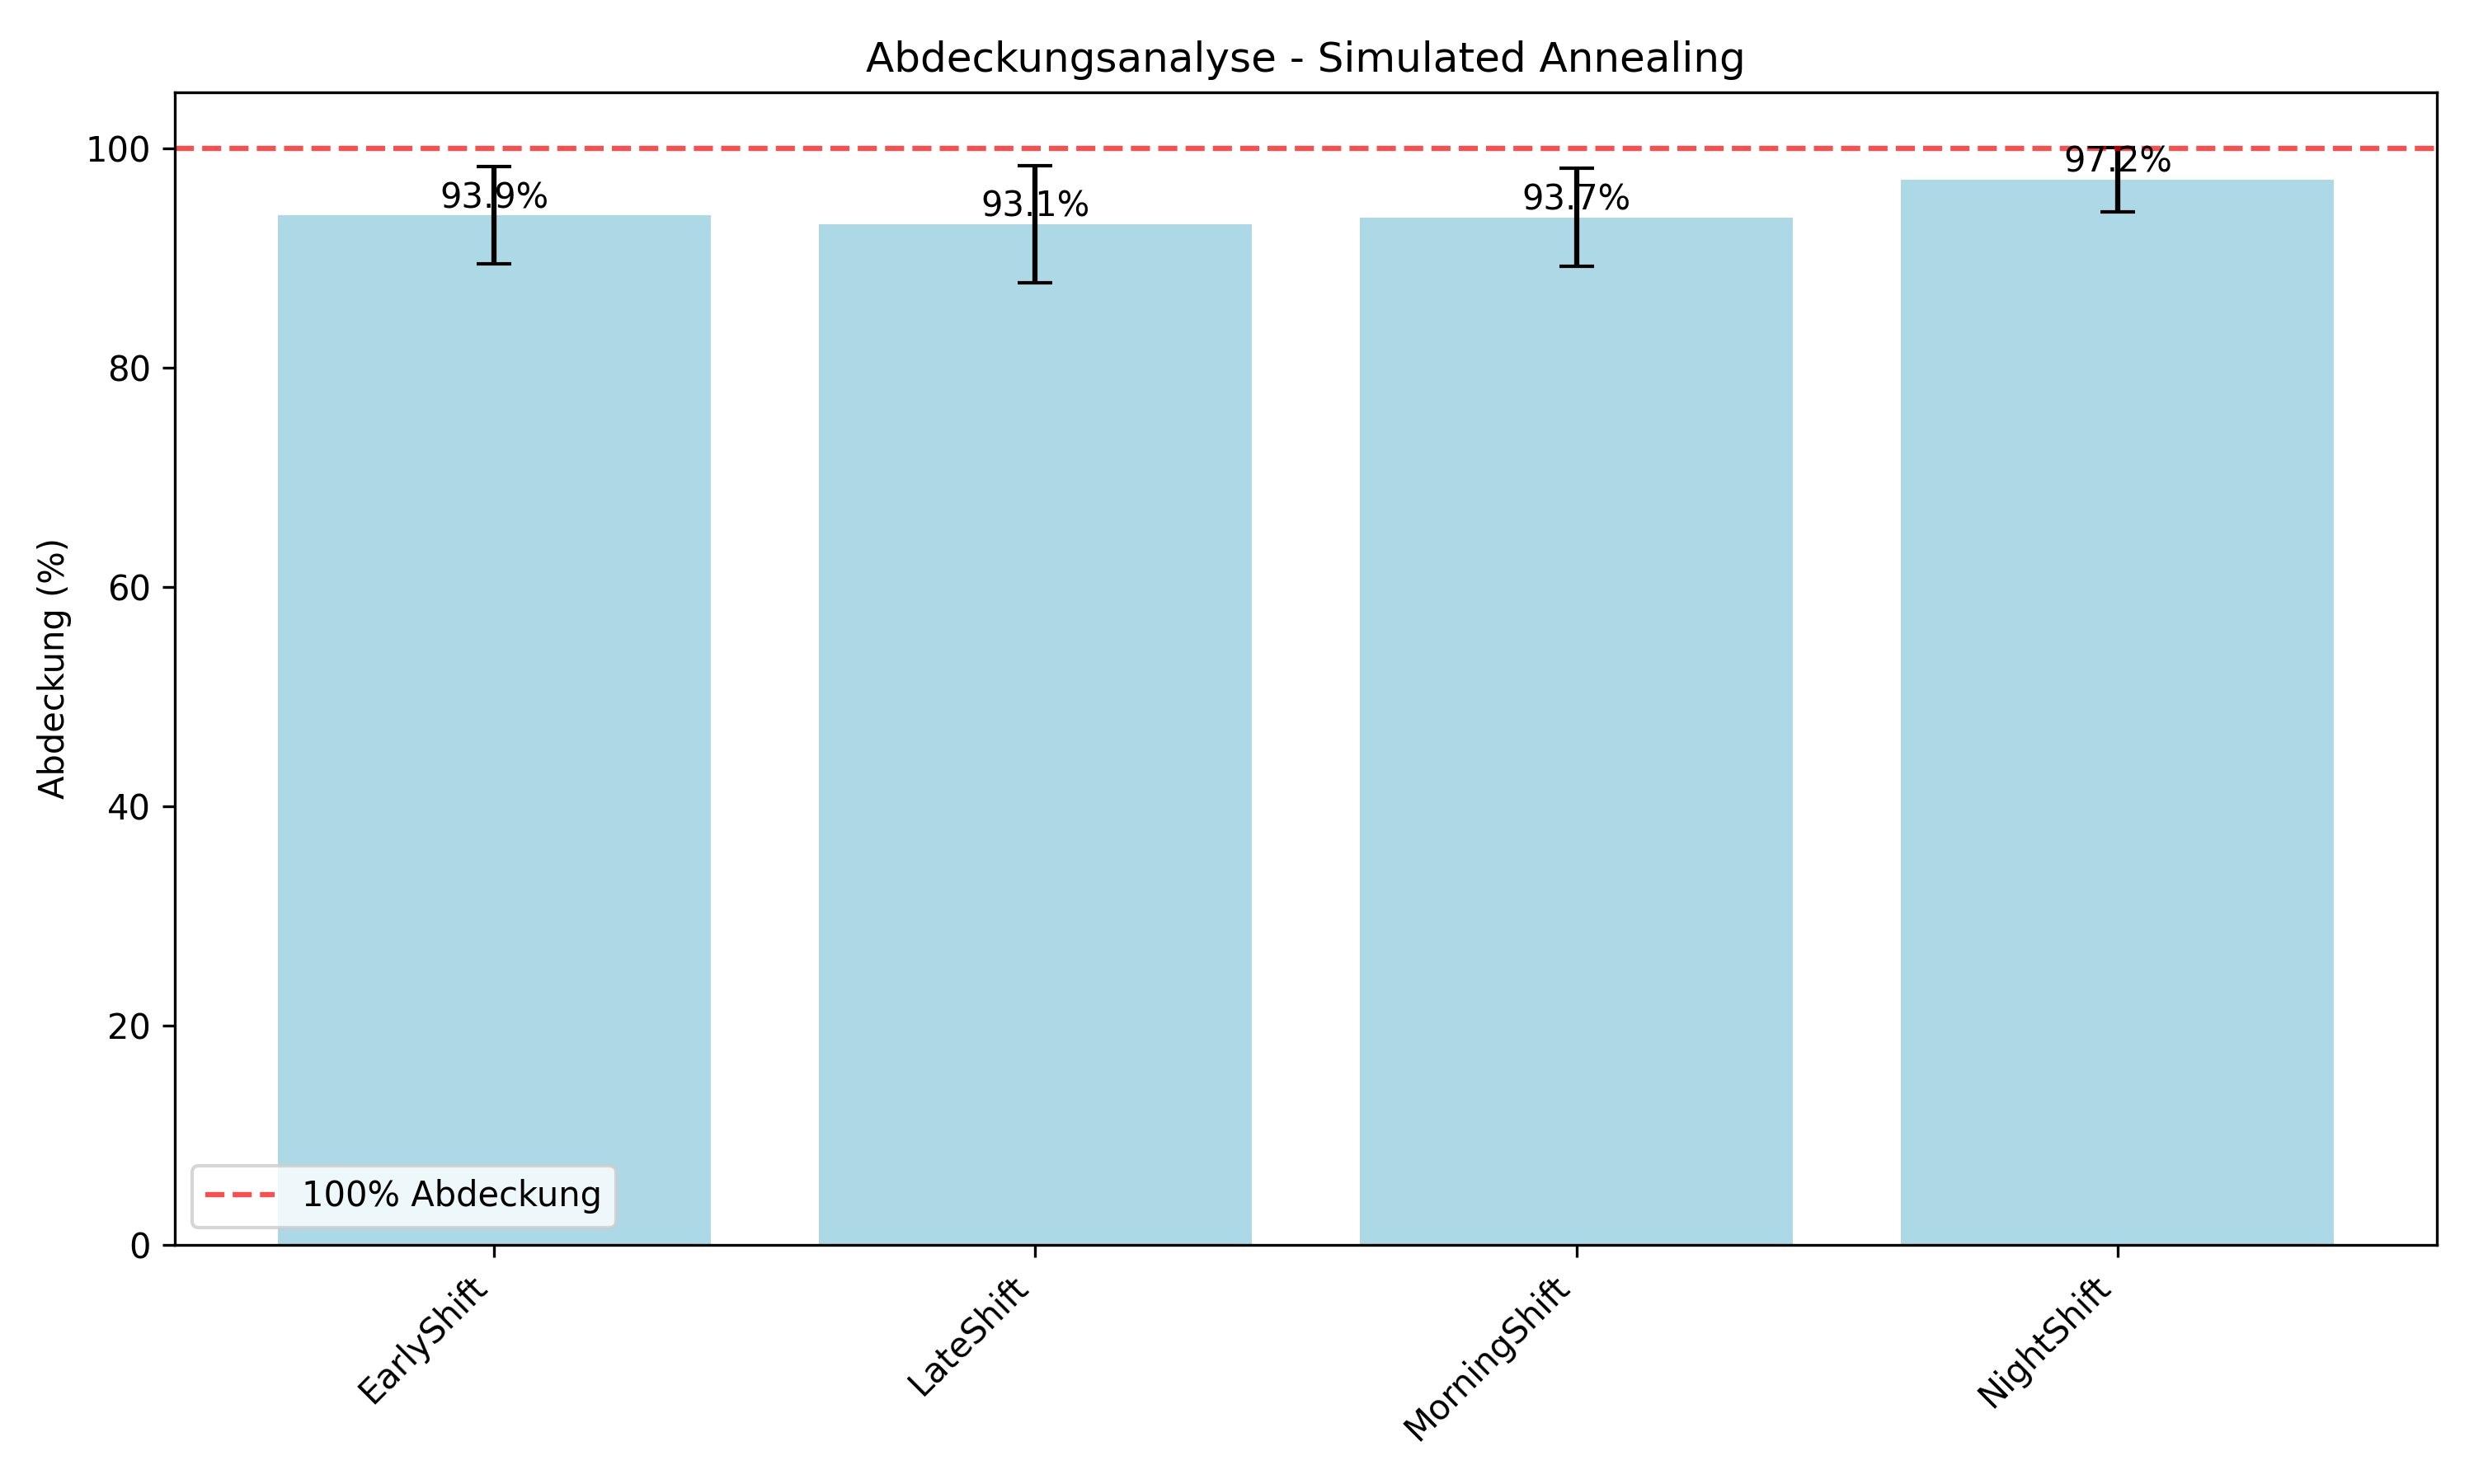 Abdeckungsanalyse - Simulated Annealing
Abdeckung (%)
100
80
60
40
20
0
93.9%
93.1%
93.7%
97.2%
100% Abdeckung
EarlyShift
LateShift
MorningShift
NightShift